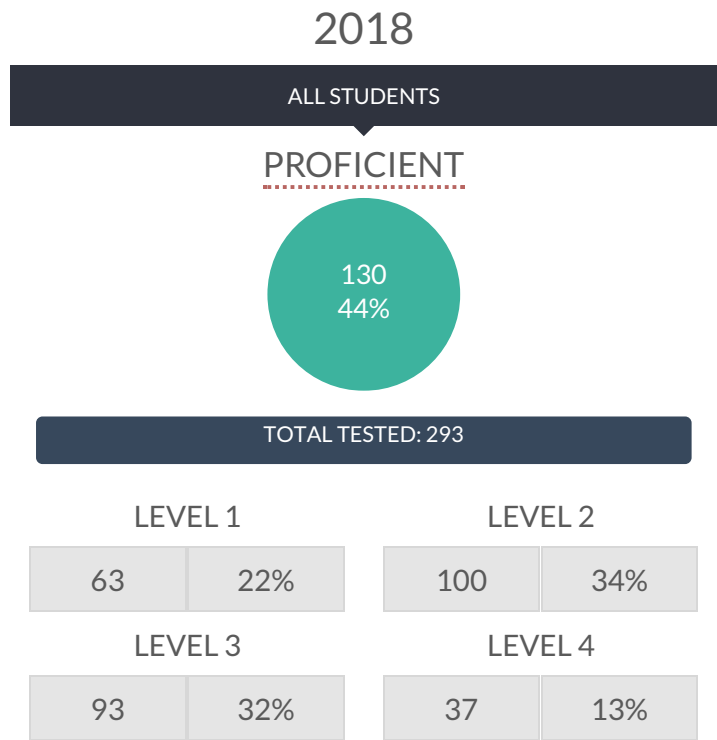 2018
ALL STUDENTS
PROFICIENT
130
44%
TOTAL TESTED: 293
LEVEL 1 LEVEL 2
63 22% 100 34%
LEVEL 3 LEVEL 4
93 32% 37 13%